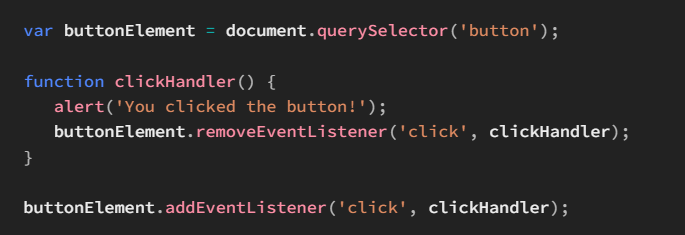 var buttonElement = document.querySelector('button');
function clickHandler() {
alert('You clicked the button!');
buttonElement.removeEventListener('click', clickHandler);
}
buttonElement.addEventListener('click', clickHandler);